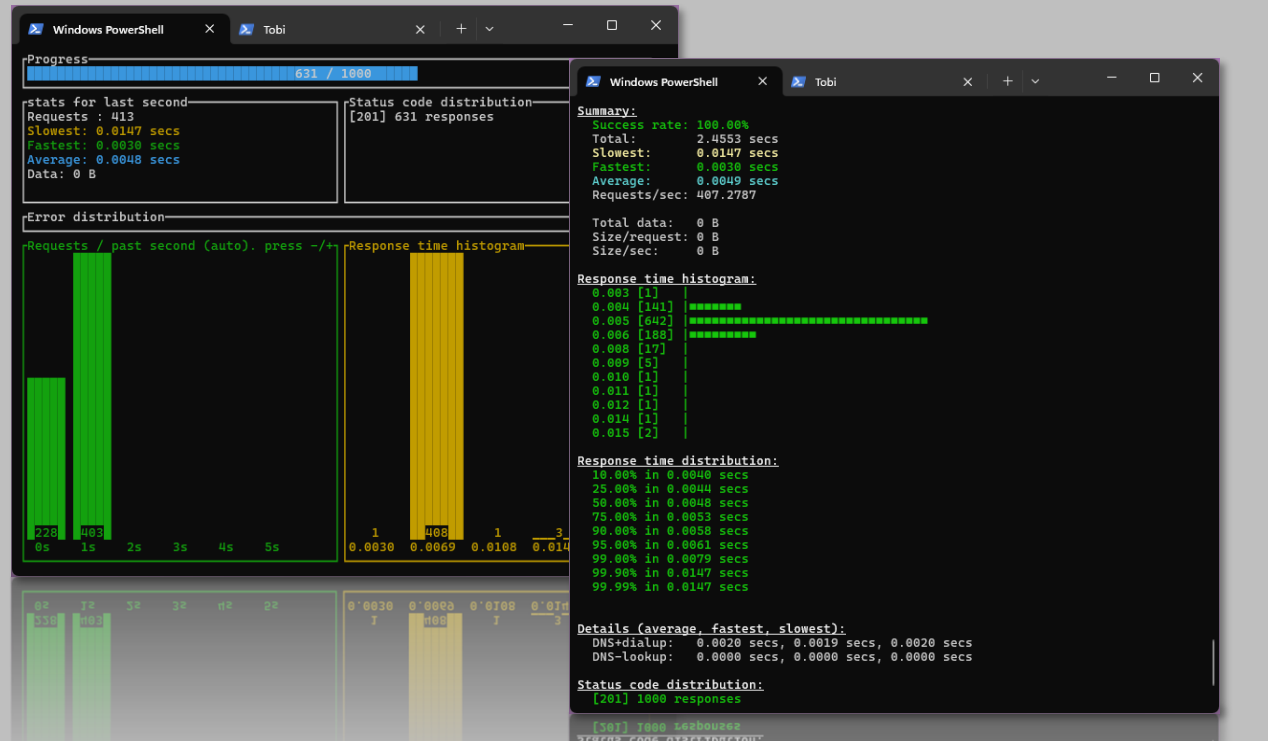 Windows PowerShell
Tobi
Progress
631 / 1000
stats for last second
Requests : 413
Slowest: 0.0147 secs
Fastest: 0.0030 secs
Average: 0.0048 secs
Data: 0 B
Status code distribution
[201] 631 responses
Error distribution
Requests / past second (auto). press -/+
228 403
0s 1s 2s 3s 4s 5s
Response time histogram
1 408 1 3
0.0030 0.0069 0.0108 0.014
Windows PowerShell
Tobi
Summary:
Success rate: 100.00%
Total: 2.4553 secs
Slowest: 0.0147 secs
Fastest: 0.0030 secs
Average: 0.0049 secs
Requests/sec: 407.2787
Total data: 0 B
Size/request: 0 B
Size/sec: 0 B
Response time histogram:
0.003 [1] |
0.004 [141] |■■■■■■■
0.005 [642] |■■■■■■■■■■■■■■■■■■■■■■■■■■■■■■■■
0.006 [188] |■■■■■■■■■
0.008 [17] |
0.009 [5] |
0.010 [1] |
0.011 [1] |
0.012 [1] |
0.014 [1] |
0.015 [2] |
Response time distribution:
10.00% in 0.0040 secs
25.00% in 0.0044 secs
50.00% in 0.0048 secs
75.00% in 0.0053 secs
90.00% in 0.0058 secs
95.00% in 0.0061 secs
99.00% in 0.0079 secs
99.90% in 0.0147 secs
99.99% in 0.0147 secs
Details (average, fastest, slowest):
DNS+dialup: 0.0020 secs, 0.0019 secs, 0.0020 secs
DNS-lookup: 0.0000 secs, 0.0000 secs, 0.0000 secs
Status code distribution:
[201] 1000 responses